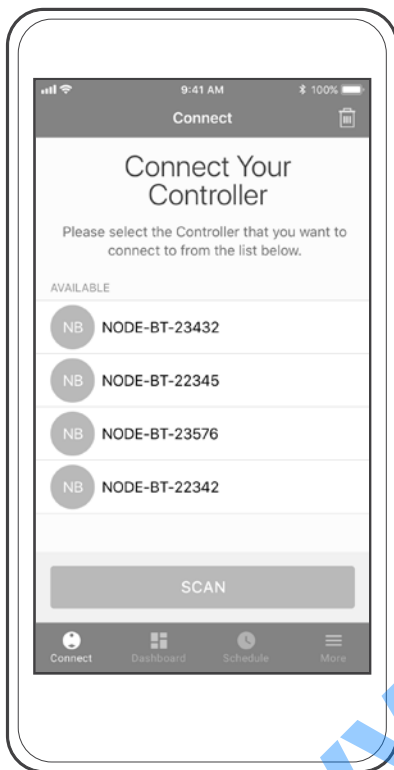 9:41 AM
100%
Connect
Connect Your
Controller
Please select the Controller that you want to
connect to from the list below.
AVAILABLE
NB NODE-BT-23432
NB NODE-BT-22345
NB NODE-BT-23576
NB NODE-BT-22342
SCAN
Connect Dashboard Schedule More